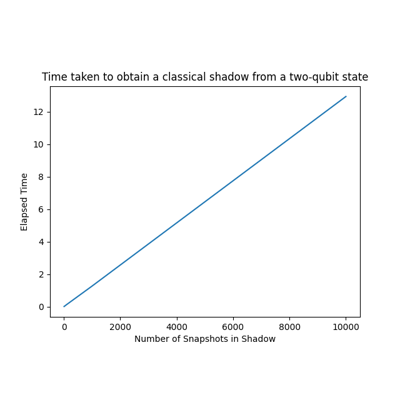 Time taken to obtain a classical shadow from a two-qubit state
12
10
8
6
4
2
0
Elapsed Time
0 2000 4000 6000 8000 10000
Number of Snapshots in Shadow